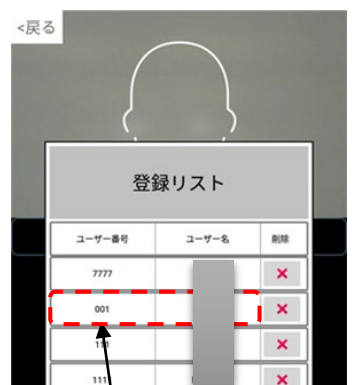 <戻る
登録リスト
ユーザー番号 ユーザー名 削除
7777 ×
001 ×
111 ×
111 ×